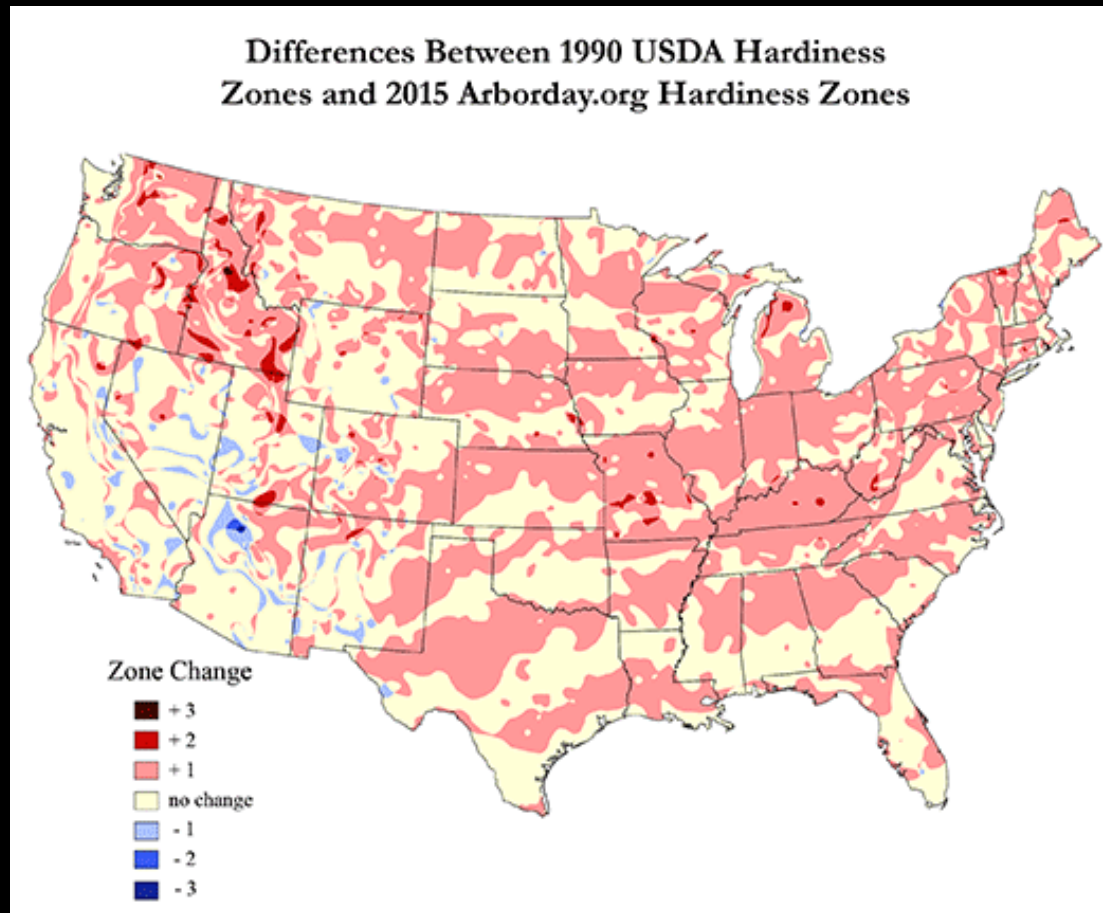 Differences Between 1990 USDA Hardiness
Zones and 2015 Arborday.org Hardiness Zones
Zone Change
+ 3
+ 2
+ 1
no change
- 1
- 2
- 3